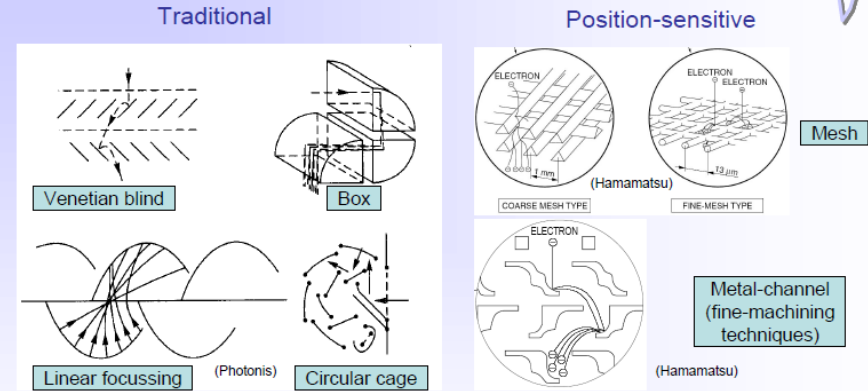 Traditional
Position-sensitive
ELECTRON
1 mm
(Hamamatsu)
COARSE MESH TYPE
ELECTRON
ELECTRON
13 µm
FINE-MESH TYPE
Mesh
Venetian blind
Box
ELECTRON
Metal-channel
(fine-machining
techniques)
(Hamamatsu)
Linear focussing
(Photonis)
Circular cage